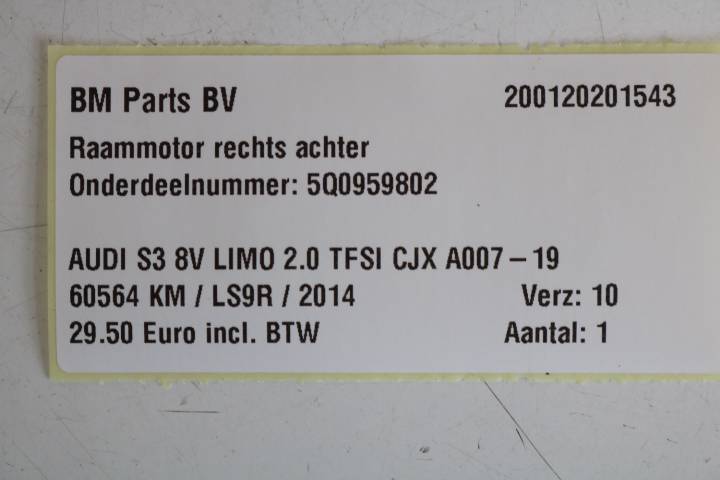 BM Parts BV 200120201543
Raammotor rechts achter
Onderdeelnummer: 5Q0959802
AUDI S3 8V LIMO 2.0 TFSI CJX A007-19
60564 KM / LS9R / 2014 Verz: 10
29.50 Euro incl. BTW Aantal: 1